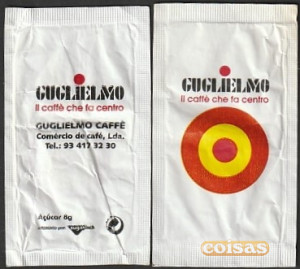 GUGLIELMO
Il caffè che fa centro
GUGLIELMO CAFFÈ
Comércio de café, Lda.
Tel.: 93 417 32 30
Açúcar 6g
GUGLIELMO
Il caffè che fa centro
coisas